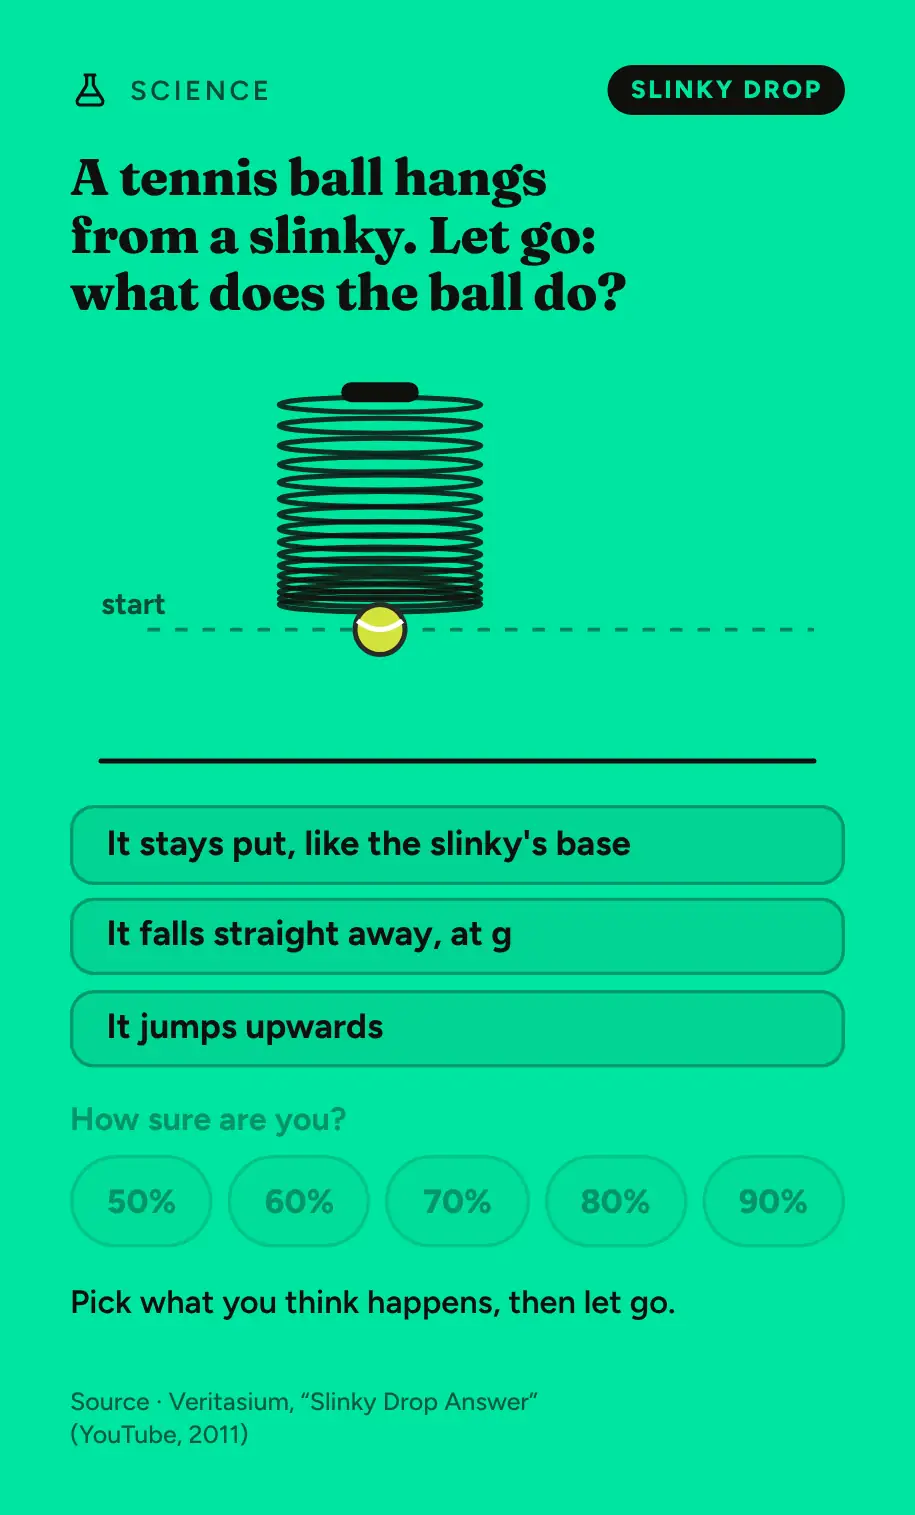 SCIENCE
SLINKY DROP
A tennis ball hangs
from a slinky. Let go:
what does the ball do?
start
It stays put, like the slinky's base
It falls straight away, at g
It jumps upwards
How sure are you?
50% 60% 70% 80% 90%
Pick what you think happens, then let go.
Source · Veritasium, “Slinky Drop Answer”
(YouTube, 2011)